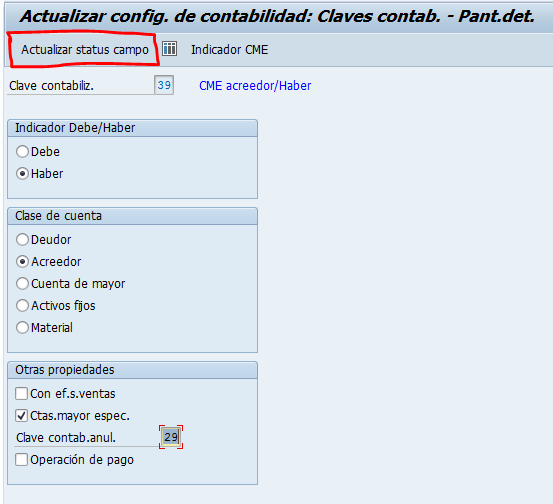 Actualizar config. de contabilidad: Claves contab. - Pant.det.
Actualizar status campo Indicador CME
Clave contabiliz. 39 CME acreedor/Haber
Indicador Debe/Haber
Debe
Haber
Clase de cuenta
Deudor
Acreedor
Cuenta de mayor
Activos fijos
Material
Otras propiedades
Con ef.s.ventas
Ctas.mayor espec.
Clave contab.anul. 29
Operación de pago